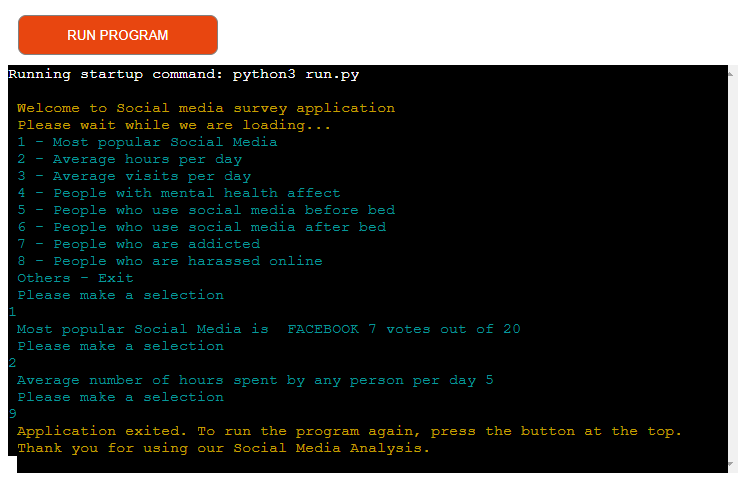 RUN PROGRAM
Running startup command: python3 run.py
Welcome to Social media survey application
Please wait while we are loading...
1 - Most popular Social Media
2 - Average hours per day
3 - Average visits per day
4 - People with mental health affect
5 - People who use social media before bed
6 - People who use social media after bed
7 - People who are addicted
8 - People who are harassed online
Others - Exit
Please make a selection
1
Most popular Social Media is  FACEBOOK 7 votes out of 20
Please make a selection
2
Average number of hours spent by any person per day 5
Please make a selection
9
Application exited. To run the program again, press the button at the top.
Thank you for using our Social Media Analysis.